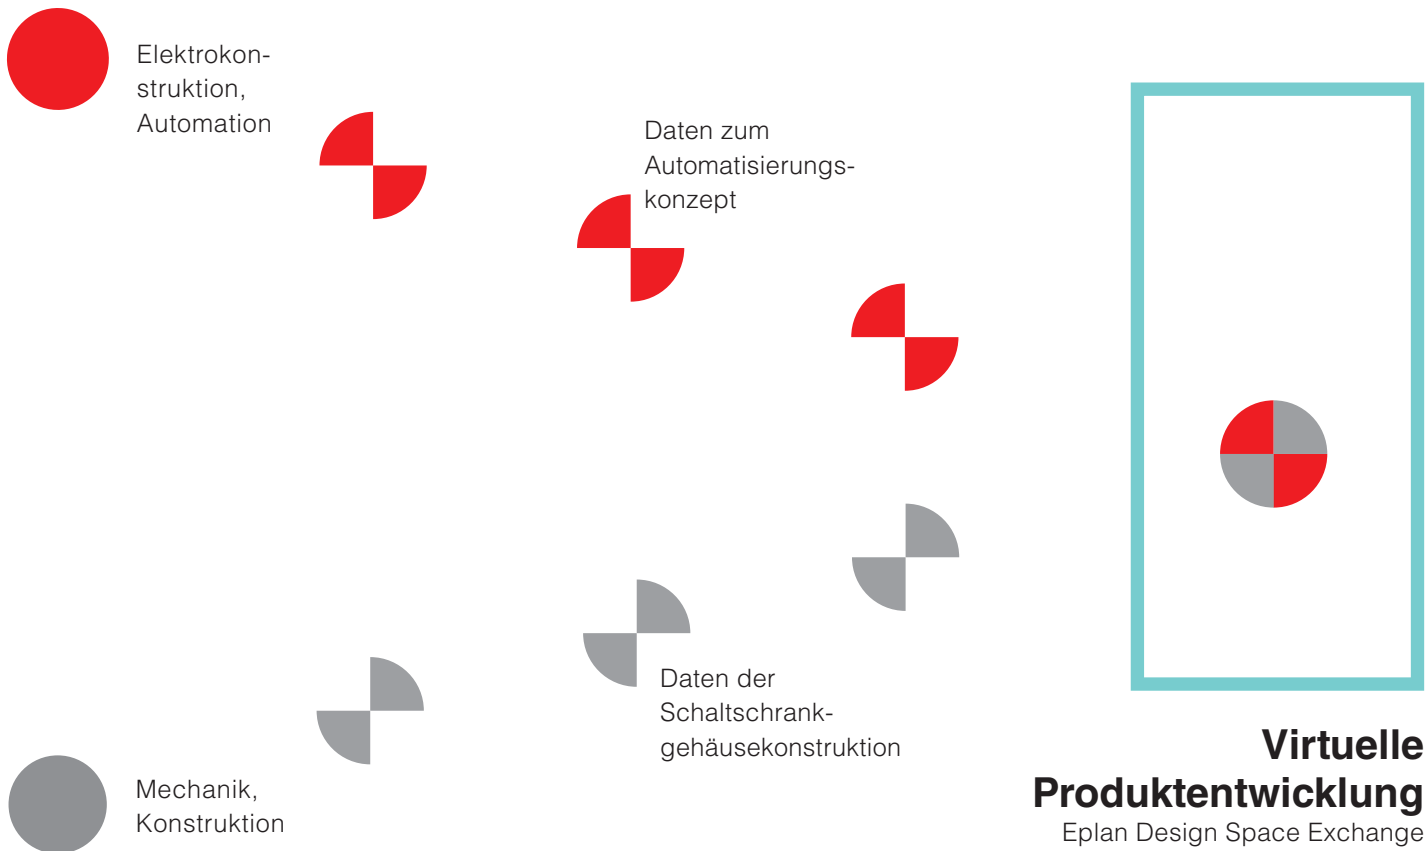 Elektrokon-
struktion,
Automation
Daten zum
Automatisierungs-
konzept
Daten der
Schaltschrank-
gehäusekonstruktion
Mechanik,
Konstruktion
Virtuelle
Produktentwicklung
Eplan Design Space Exchange